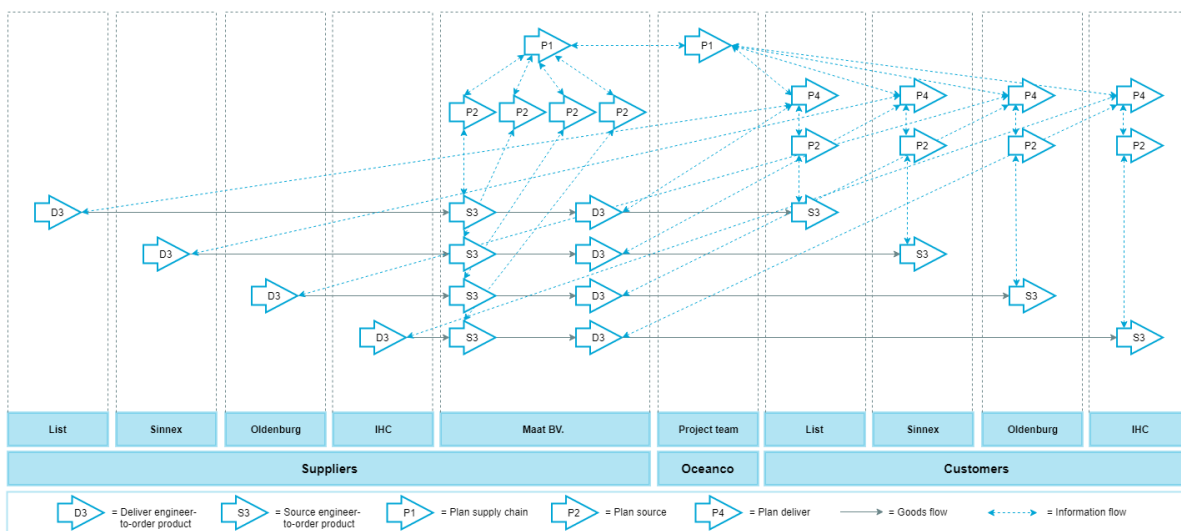 P1 P1
P4 P4 P4 P4
P2 P2 P2 P2
P2 P2 P2 P2
D3 S3 D3 S3
D3 S3 D3 S3
D3 S3 D3 S3
D3 S3 D3 S3
List Sinnex Oldenburg IHC Maat BV. Project team List Sinnex Oldenburg IHC
Suppliers Oceanco Customers
D3 = Deliver engineer-
to-order product
S3 = Source engineer-
to-order product
P1 = Plan supply chain
P2 = Plan source
P4 = Plan deliver
= Goods flow
= Information flow